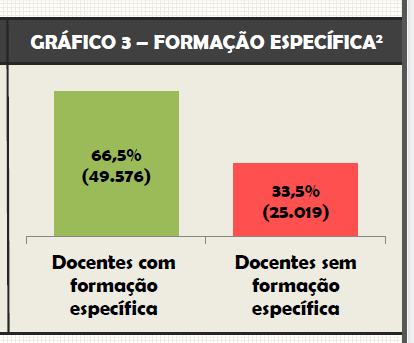 GRÁFICO 3 – FORMAÇÃO ESPECÍFICA²
66,5%
(49.576)
33,5%
(25.019)
Docentes com
formação
específica
Docentes sem
formação
específica